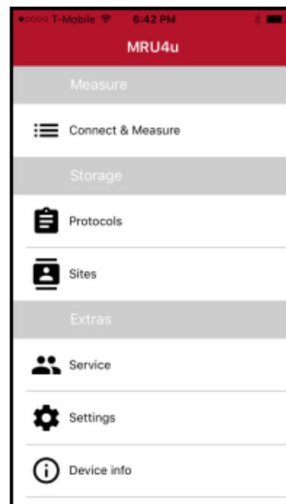 T-Mobile 6:42 PM
MRU4u
Measure
Connect & Measure
Storage
Protocols
Sites
Extras
Service
Settings
Device info